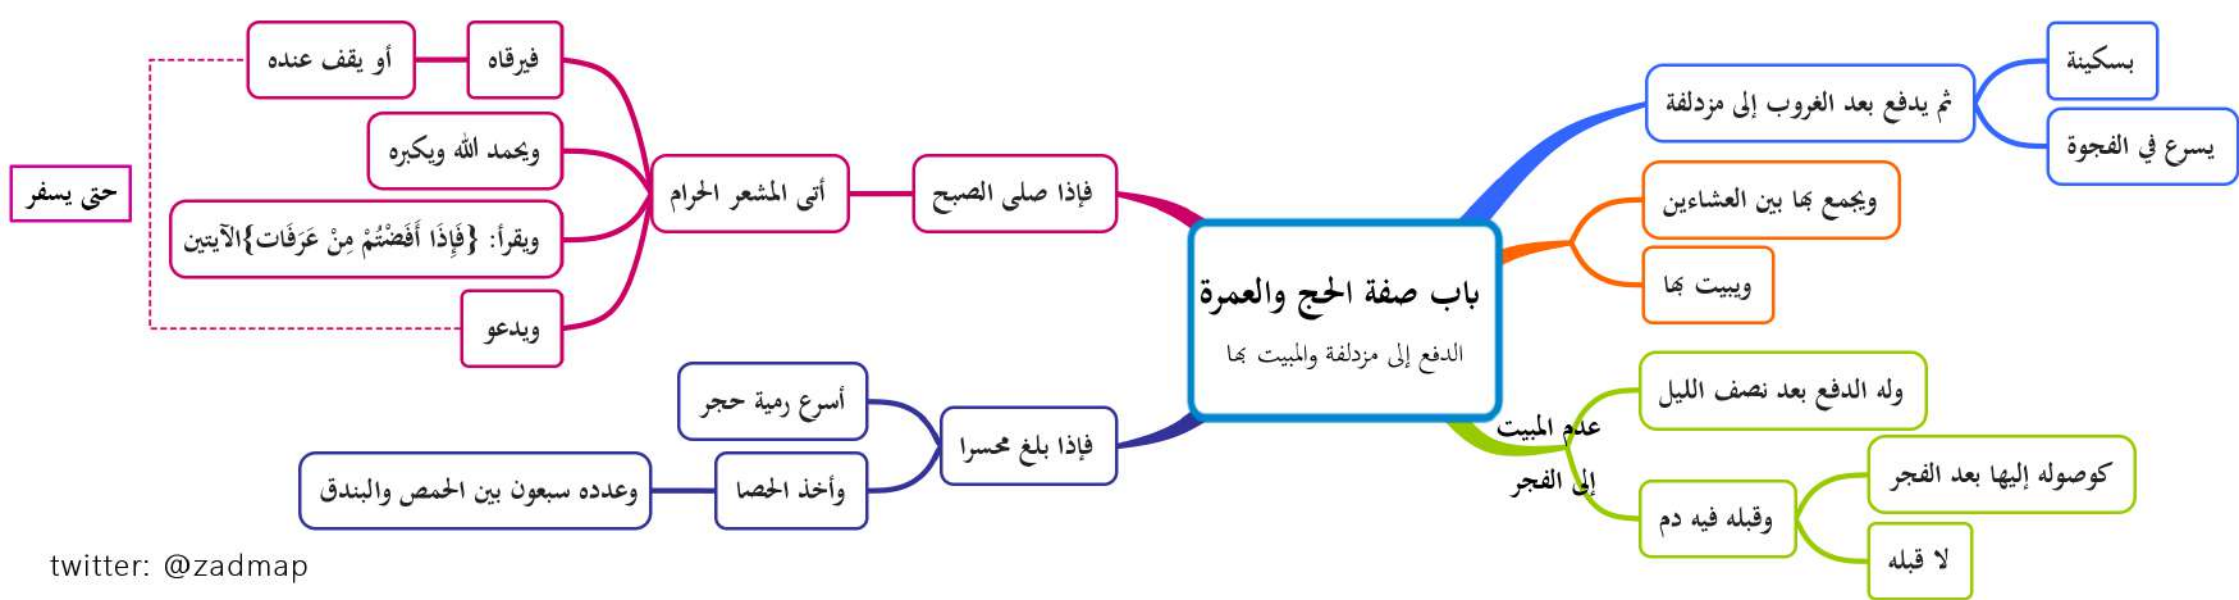 باب صفة الحج والعمرة
الدفع إلى مزدلفة والمبيت بها
ثم يدفع بعد الغروب إلى مزدلفة
بسكينة
يسرع في الفجوة
ويجمع بها بين العشاءين
ويبيت بها
عدم المبيت
إلى الفجر
وله الدفع بعد نصف الليل
وقبله فيه دم
كوصوله إليها بعد الفجر
لا قبله
فإذا صلى الصبح
أتى المشعر الحرام
فيرقاه
أو يقف عنده
ويحمد الله ويكبره
ويقرأ: {فَإِذَا أَفَضْتُمْ مِنْ عَرَفَات}الآيتين
ويدعو
حتى يسفر
فإذا بلغ محسرا
أسرع رمية حجر
وأخذ الحصا
وعدده سبعون بين الحمص والبندق
twitter: @zadmap